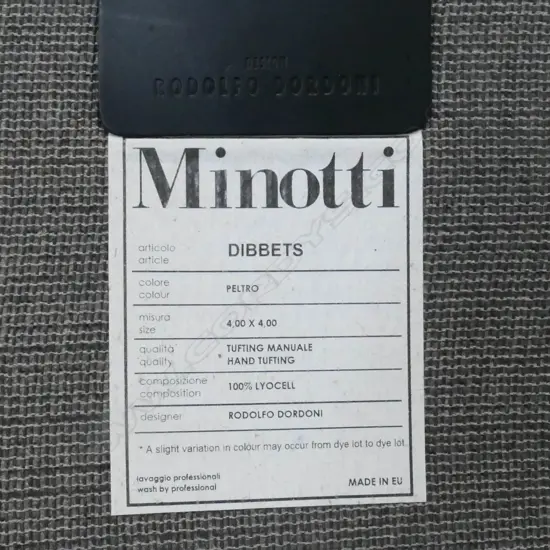 DESIGN
RODOLFO DORDONI
Minotti
articolo
article
DIBBETS
colore
colour
PELTRO
misura
size
4,00 X 4,00
qualità
quality
TUFTING MANUALE
* HAND TUFTING
composizione
composition
100% LYOCELL
designer
RODOLFO DORDONI
* A slight variation in colour may occur from dye lot to dye lot.
lavaggio professionali
wash by professional
MADE IN EU